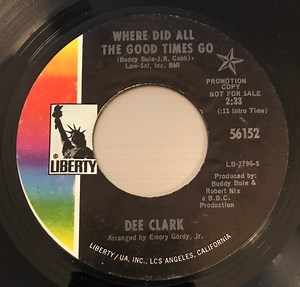 WHERE DID ALL
THE GOOD TIMES GO
(Buddy Buie-J.R. Cobb)
Law-Sal, Inc. BMI
PROMOTION
COPY
NOT FOR SALE
2:33
(:11 Intro Time)
56152
LB-2796-S
Produced by:
Buddy Buie &
Robert Nix
a B.B.C.
Production
LIBERTY
DEE CLARK
Arranged by Emory Gordy, Jr.
LIBERTY/UA, INC., LOS ANGELES, CALIFORNIA